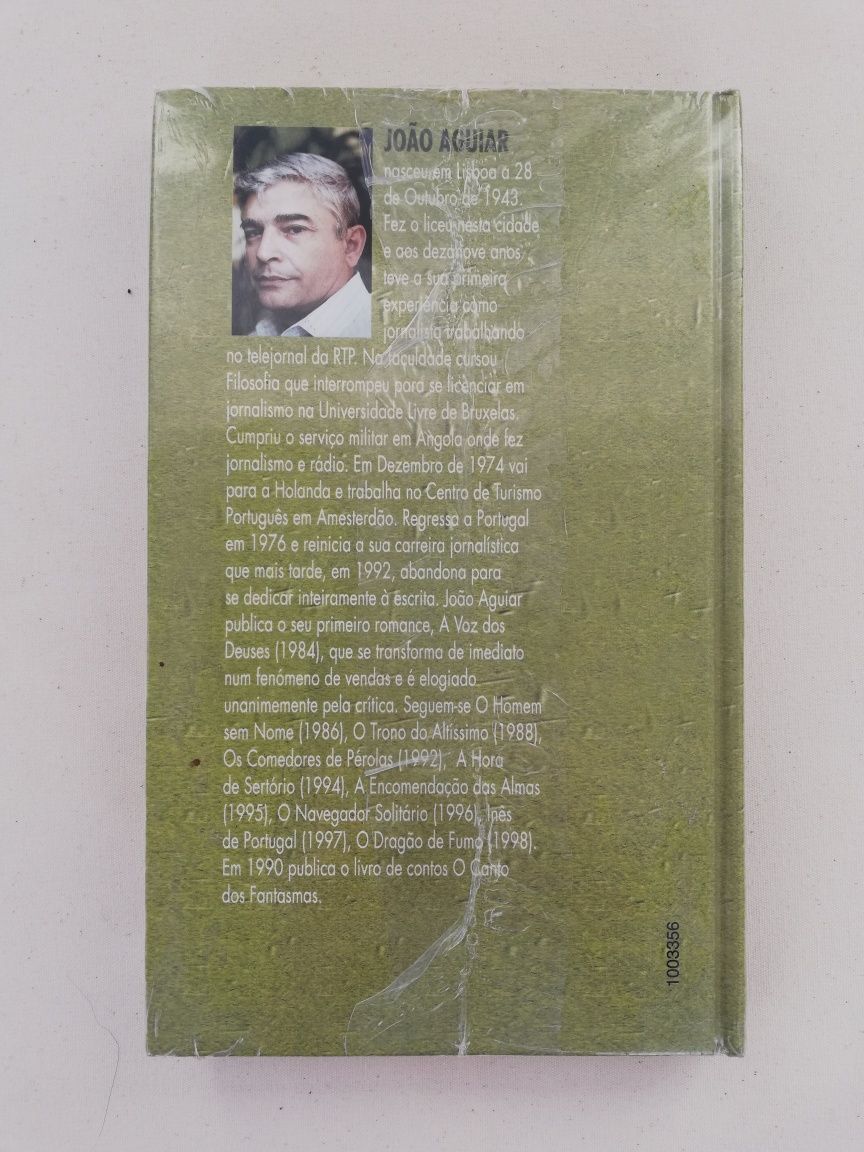 JOÃO AGUIAR
nasceu em Lisboa a 28
de Outubro de 1943.
Fez o liceu nesta cidade
e aos dezanove anos,
teve a sua primeira
experiência como
jornalista trabalhando
no telejornal da RTP. Na faculdade cursou
Filosofia que interrompeu para se licenciar em
jornalismo na Universidade Livre de Bruxelas.
Cumpriu o serviço militar em Angola onde fez
jornalismo e rádio. Em Dezembro de 1974 vai
para a Holanda e trabalha no Centro de Turismo
Português em Amesterdão. Regressa a Portugal
em 1976 e reinicia a sua carreira jornalística
que mais tarde, em 1992, abandona para
se dedicar inteiramente à escrita. João Aguiar
publica o seu primeiro romance, A Voz dos
Deuses (1984), que se transforma de imediato
num fenómeno de vendas e é elogiado
unanimemente pela crítica. Seguem-se O Homem
sem Nome (1986), O Trono do Altíssimo (1988),
Os Comedores de Pérolas (1992), A Hora
de Sertório (1994), A Encomendação das Almas
(1995), O Navegador Solitário (1996), Inês
de Portugal (1997), O Dragão de Fumo (1998).
Em 1990 publica o livro de contos O Canto
dos Fantasmas.
1003356